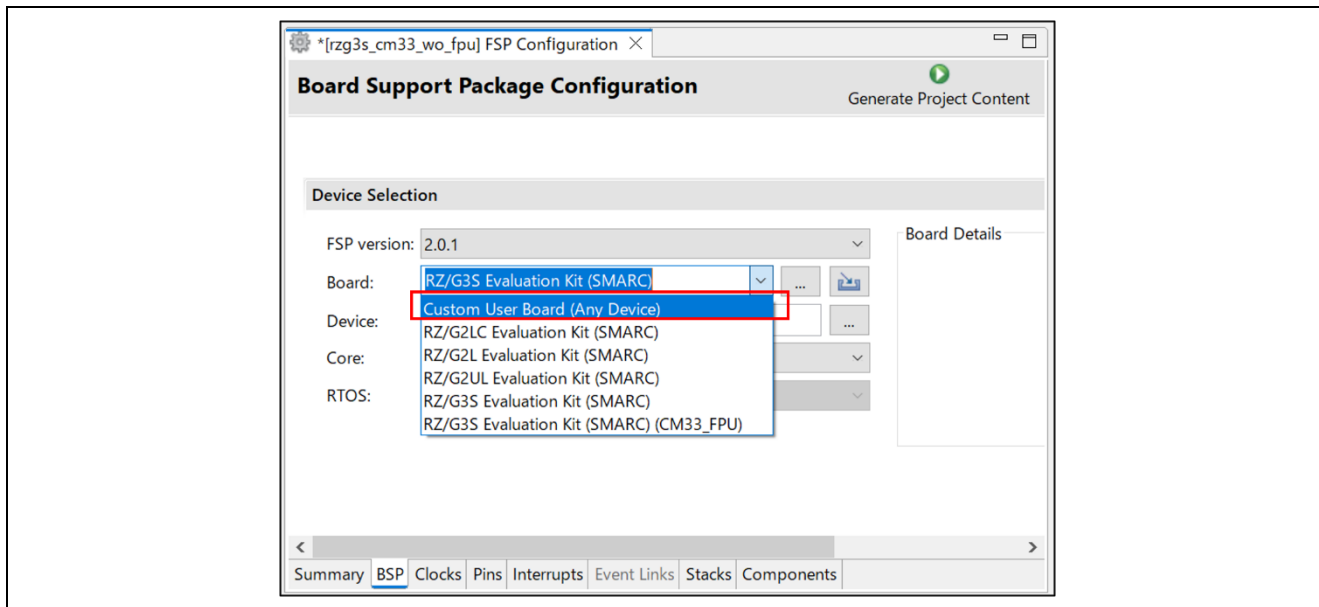 *[rzg3s_cm33_wo_fpu] FSP Configuration
Board Support Package Configuration
Generate Project Content
Device Selection
FSP version: 2.0.1
Board Details
Board: RZ/G3S Evaluation Kit (SMARC) ...
Custom User Board (Any Device)
Device: ...
RZ/G2LC Evaluation Kit (SMARC)
Core:
RZ/G2L Evaluation Kit (SMARC)
RZ/G2UL Evaluation Kit (SMARC)
RTOS:
RZ/G3S Evaluation Kit (SMARC)
RZ/G3S Evaluation Kit (SMARC) (CM33_FPU)
Summary BSP Clocks Pins Interrupts Event Links Stacks Components